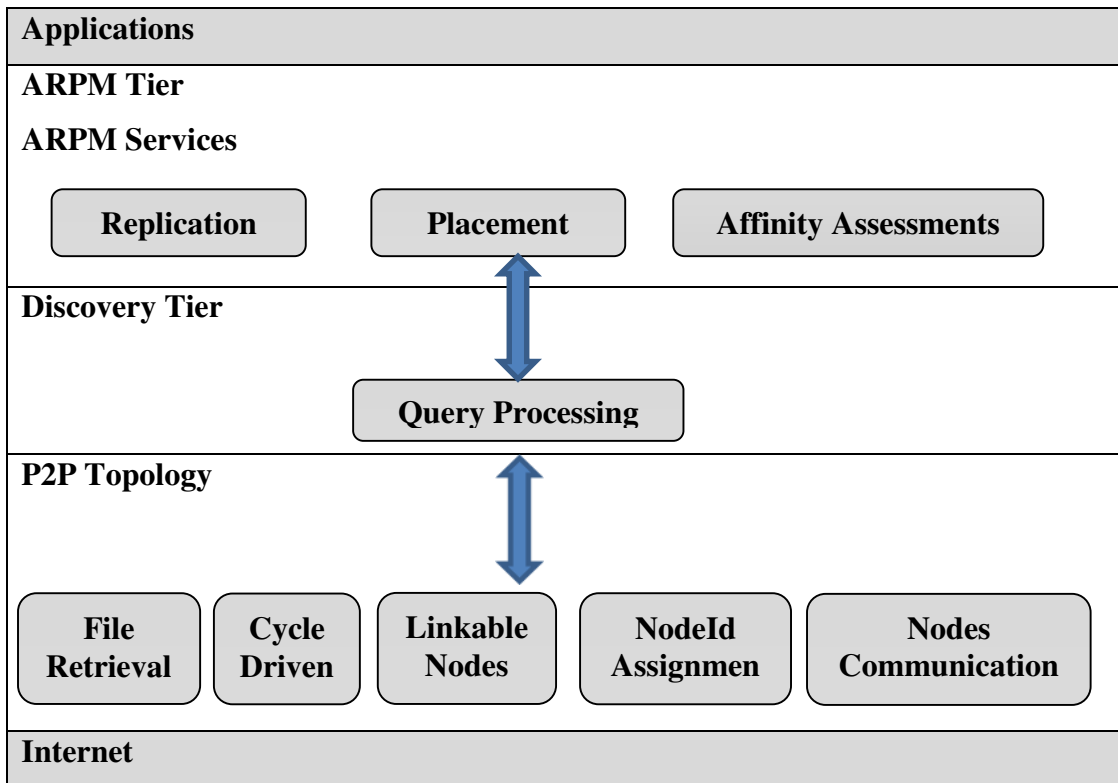 Applications
ARPM Tier
ARPM Services
Replication
Placement
Affinity Assessments
Discovery Tier
Query Processing
P2P Topology
File
Retrieval
Cycle
Driven
Linkable
Nodes
NodeId
Assignmen
Nodes
Communication
Internet